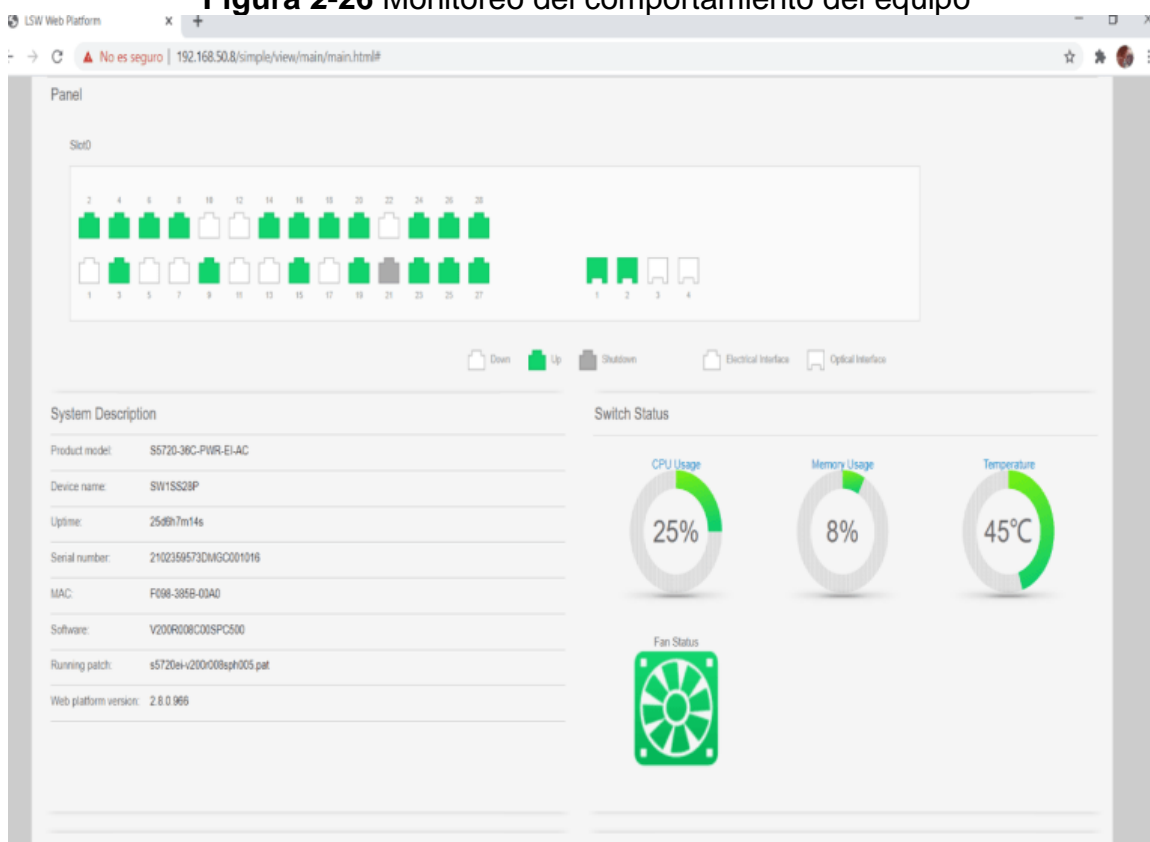 Figura 2-26 Monitoreo del comportamiento del equipo
LSW Web Platform
No es seguro | 192.168.50.8/simple/view/main/main.html#
Panel
Slot0
2 4 6 8 10 12 14 16 18 20 22 24 26 28
1 3 5 7 9 11 13 15 17 19 21 23 25 27 1 2 3 4
Down Up Shutdown Electrical Interface Optical Interface
System Description
Product model: S5720-36C-PWR-EI-AC
Device name: SW1SS28P
Uptime: 25d6h7m14s
Serial number: 2102359573DMGC001016
MAC: F098-385B-00A0
Software: V200R008C00SPC500
Running patch: s5720ei-v200r008sph005.pat
Web platform version: 2.8.0.966
Switch Status
CPU Usage Memory Usage Temperature
25% 8% 45°C
Fan Status